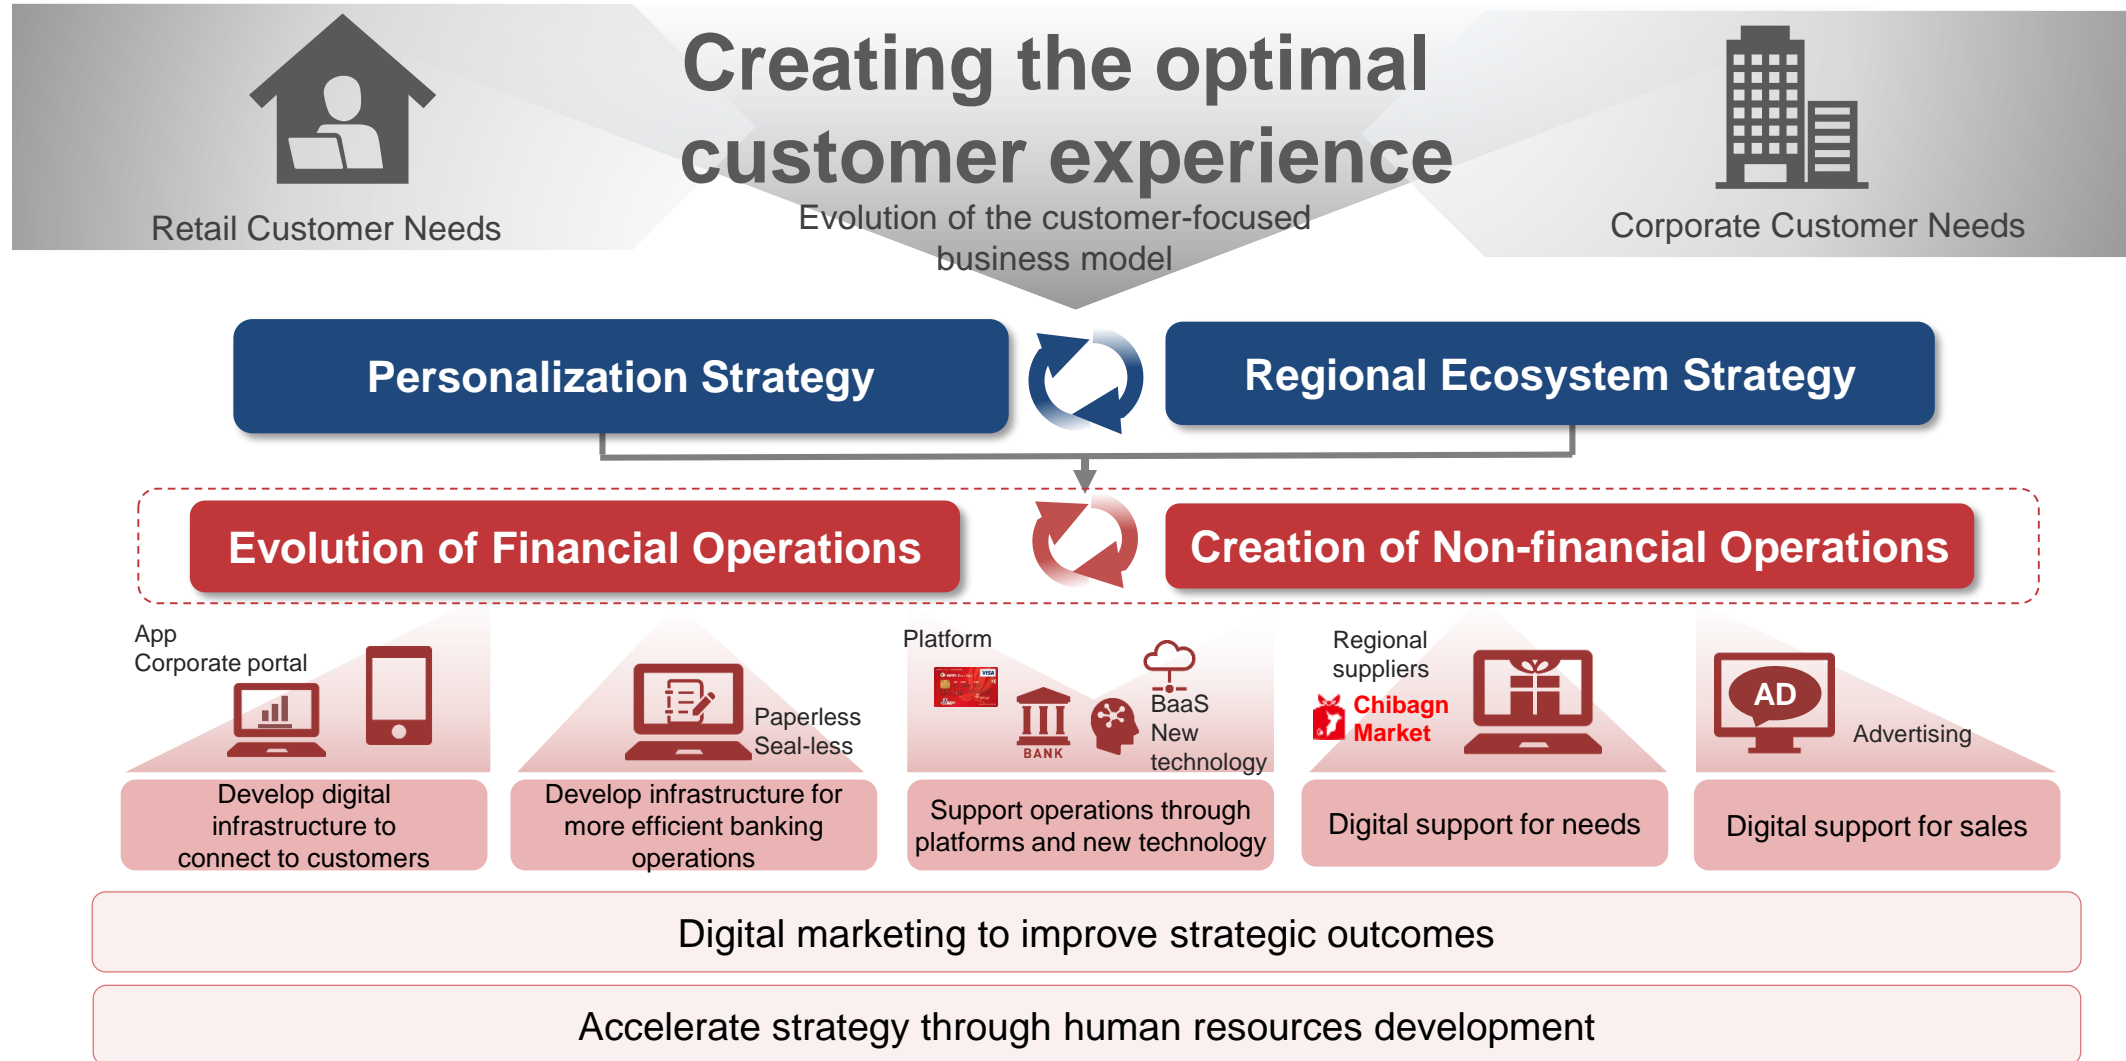 Creating the optimal
customer experience
Evolution of the customer-focused
business model
Retail Customer Needs
Corporate Customer Needs
Personalization Strategy
Regional Ecosystem Strategy
Evolution of Financial Operations
Creation of Non-financial Operations
App
Corporate portal
Paperless
Seal-less
Platform
VISA
BANK
BaaS
New
technology
Regional
suppliers
Chibagn
Market
AD
Advertising
Develop digital
infrastructure to
connect to customers
Develop infrastructure for
more efficient banking
operations
Support operations through
platforms and new technology
Digital support for needs
Digital support for sales
Digital marketing to improve strategic outcomes
Accelerate strategy through human resources development